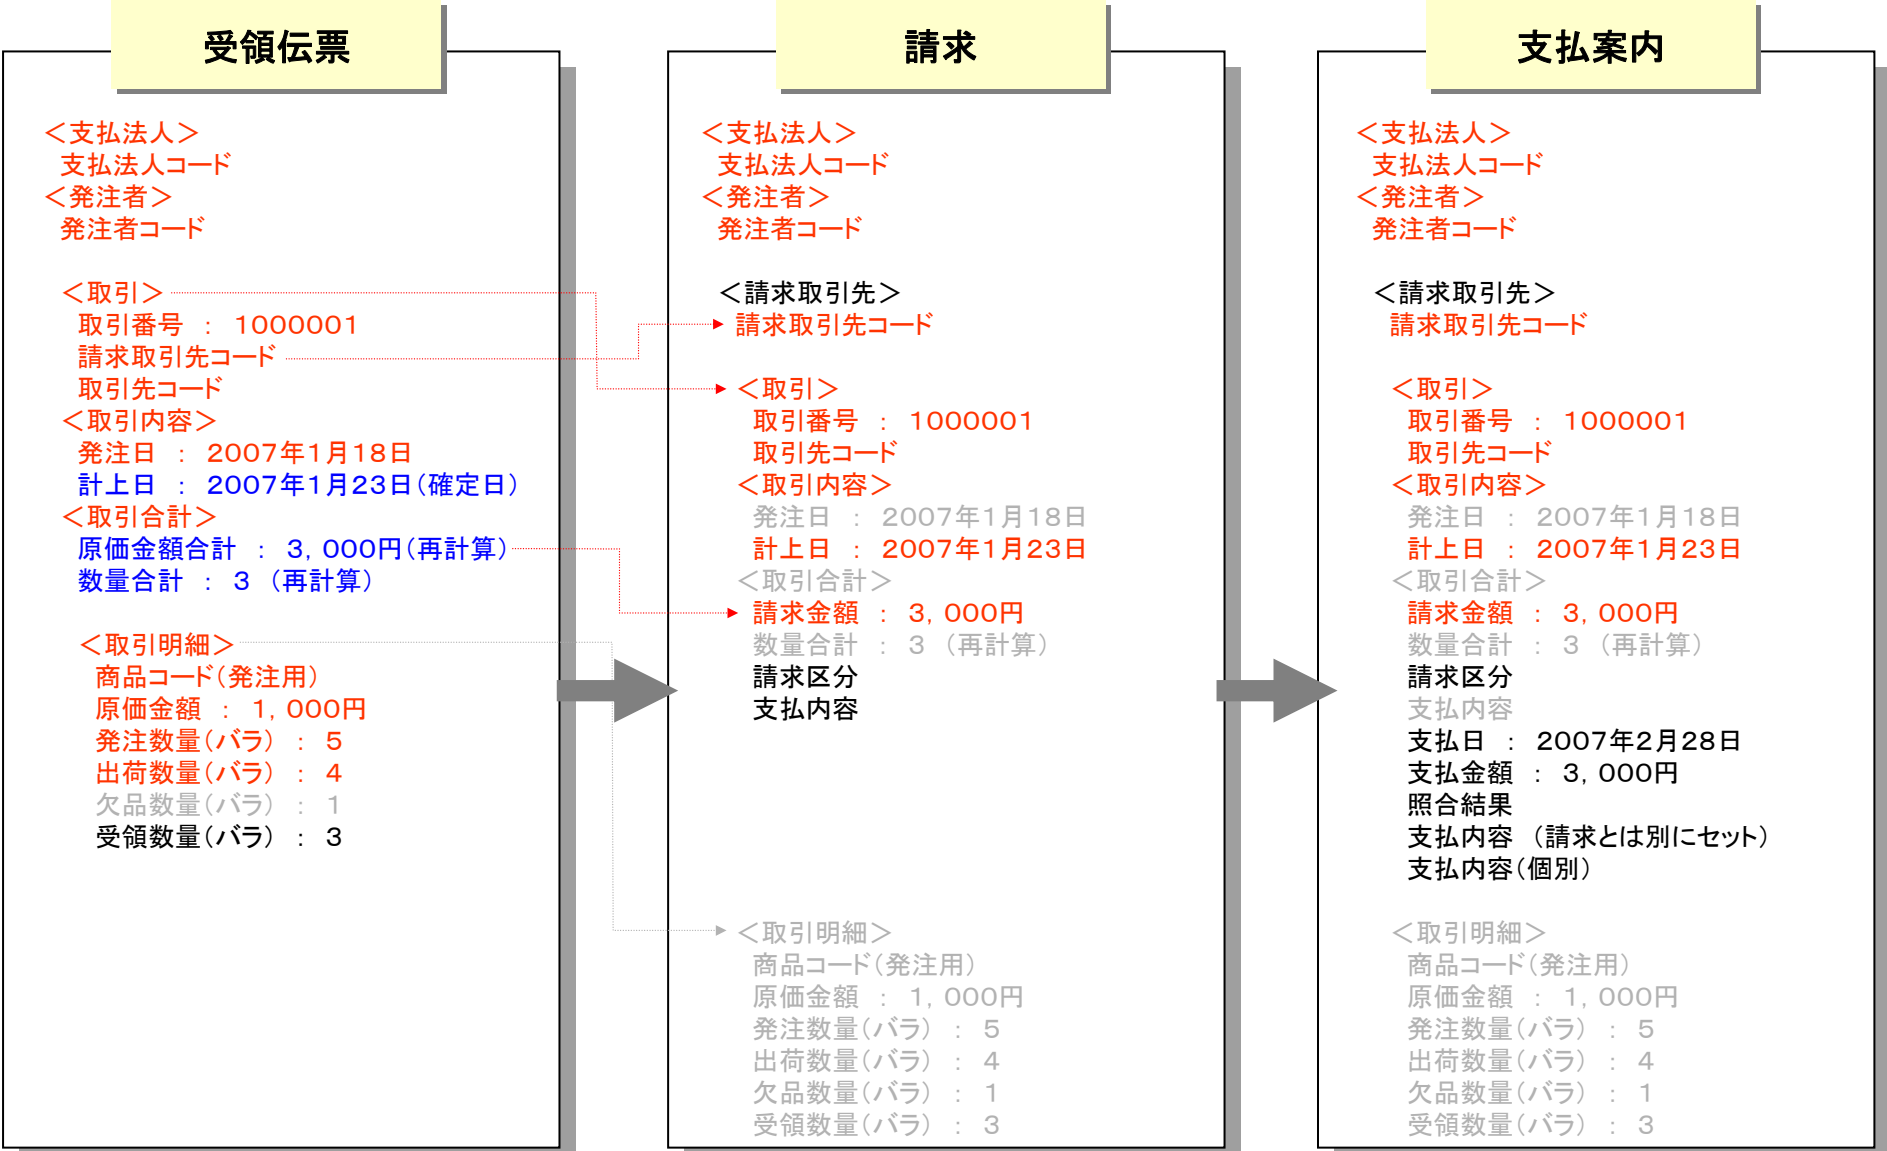 受領伝票
＜支払法人＞
支払法人コード
＜発注者＞
発注者コード
＜取引＞
取引番号　：　1000001
請求取引先コード
取引先コード
＜取引内容＞
発注日　：　2007年1月18日
計上日　：　2007年1月23日(確定日)
＜取引合計＞
原価金額合計　：　3，000円(再計算)
数量合計　：　3　(再計算)
＜取引明細＞
商品コード(発注用)
原価金額　：　1，000円
発注数量(バラ)　：　5
出荷数量(バラ)　：　4
欠品数量(バラ)　：　1
受領数量(バラ)　：　3
請求
＜支払法人＞
支払法人コード
＜発注者＞
発注者コード
＜請求取引先＞
請求取引先コード
＜取引＞
取引番号　：　1000001
取引先コード
＜取引内容＞
発注日　：　2007年1月18日
計上日　：　2007年1月23日
＜取引合計＞
請求金額　：　3，000円
数量合計　：　3　(再計算)
請求区分
支払内容
＜取引明細＞
商品コード(発注用)
原価金額　：　1，000円
発注数量(バラ)　：　5
出荷数量(バラ)　：　4
欠品数量(バラ)　：　1
受領数量(バラ)　：　3
支払案内
＜支払法人＞
支払法人コード
＜発注者＞
発注者コード
＜請求取引先＞
請求取引先コード
＜取引＞
取引番号　：　1000001
取引先コード
＜取引内容＞
発注日　：　2007年1月18日
計上日　：　2007年1月23日
＜取引合計＞
請求金額　：　3，000円
数量合計　：　3　(再計算)
請求区分
支払内容
支払日　：　2007年2月28日
支払金額　：　3，000円
照合結果
支払内容　(請求とは別にセット)
支払内容(個別)
＜取引明細＞
商品コード(発注用)
原価金額　：　1，000円
発注数量(バラ)　：　5
出荷数量(バラ)　：　4
欠品数量(バラ)　：　1
受領数量(バラ)　：　3